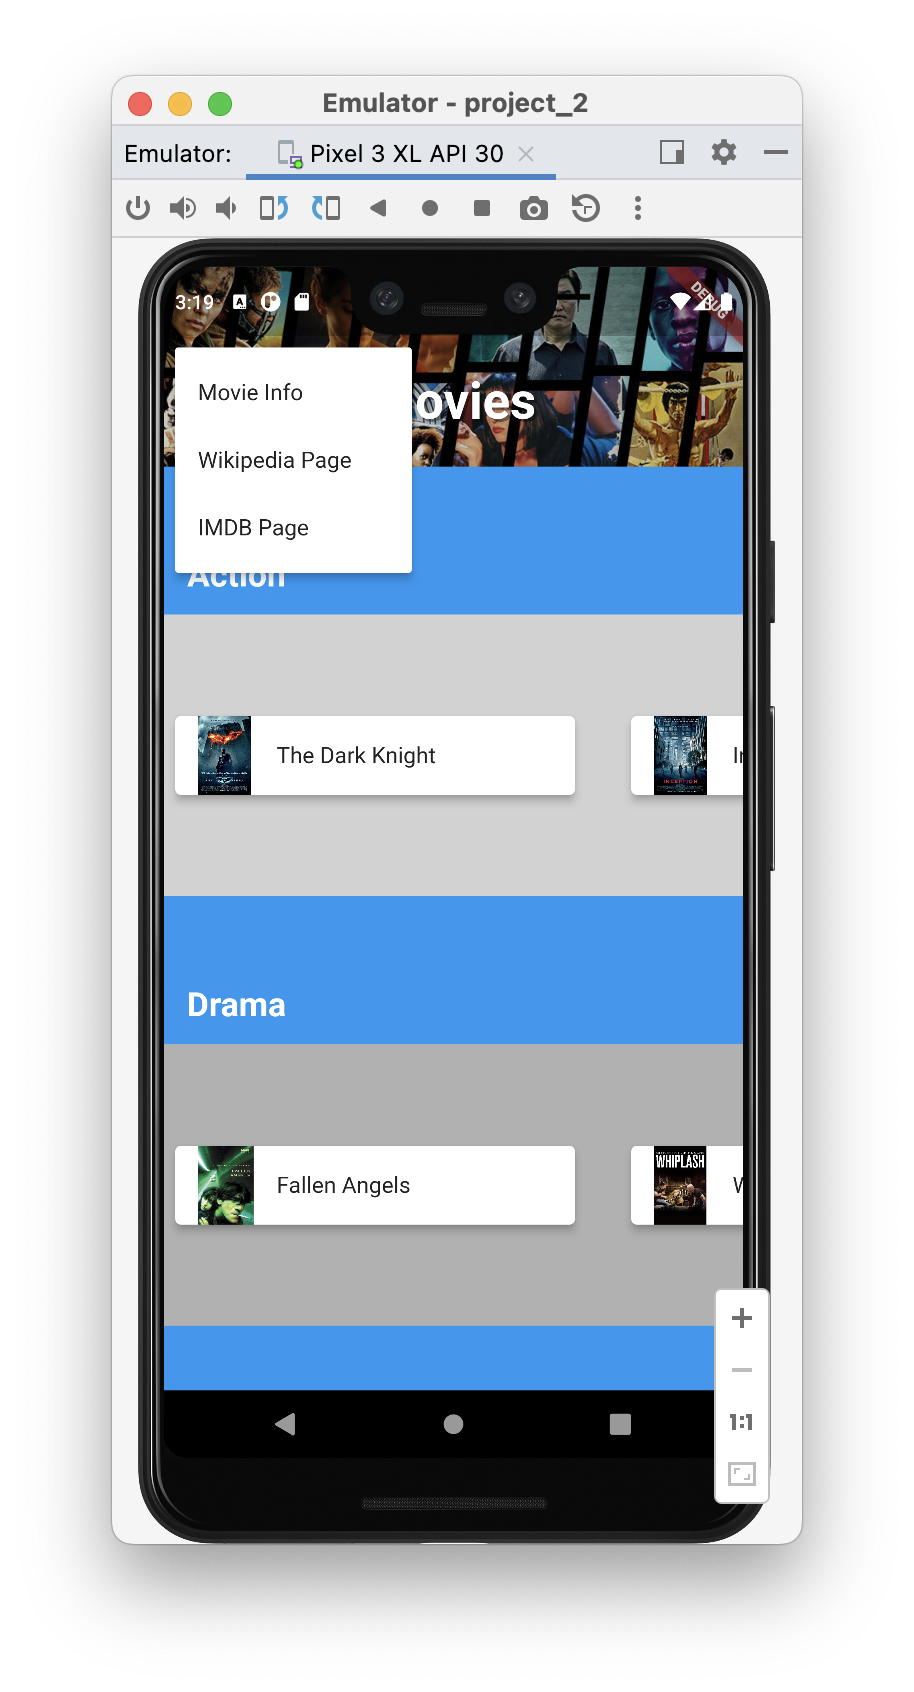 Emulator - project_2
Emulator: Pixel 3 XL API 30
3:19
DEBUG
Movie Info
ovies
Wikipedia Page
IMDB Page
Action
The Dark Knight
INCEPTION
Drama
Fallen Angels
WHIPLASH
W
1:1